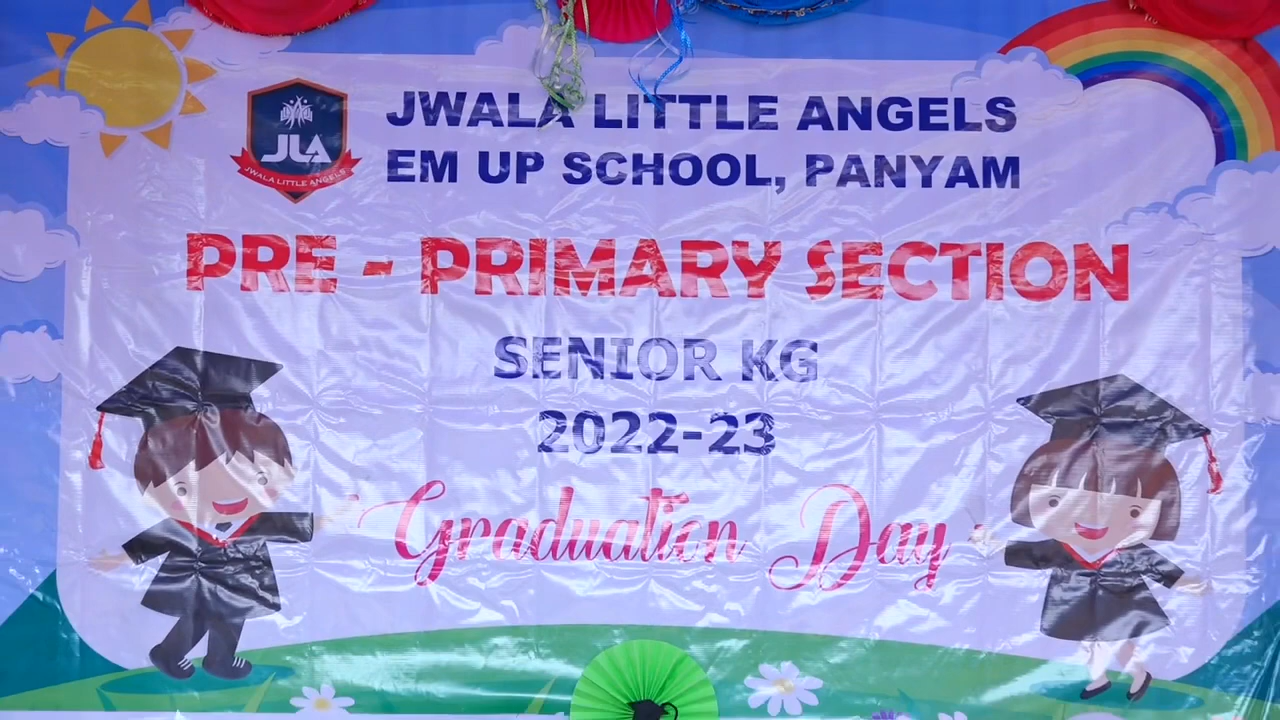 JWALA LITTLE ANGELS
EM UP SCHOOL, PANYAM
JLA
JWALA LITTLE ANGELS
PRE - PRIMARY SECTION
SENIOR KG
2022-23
Graduation Day